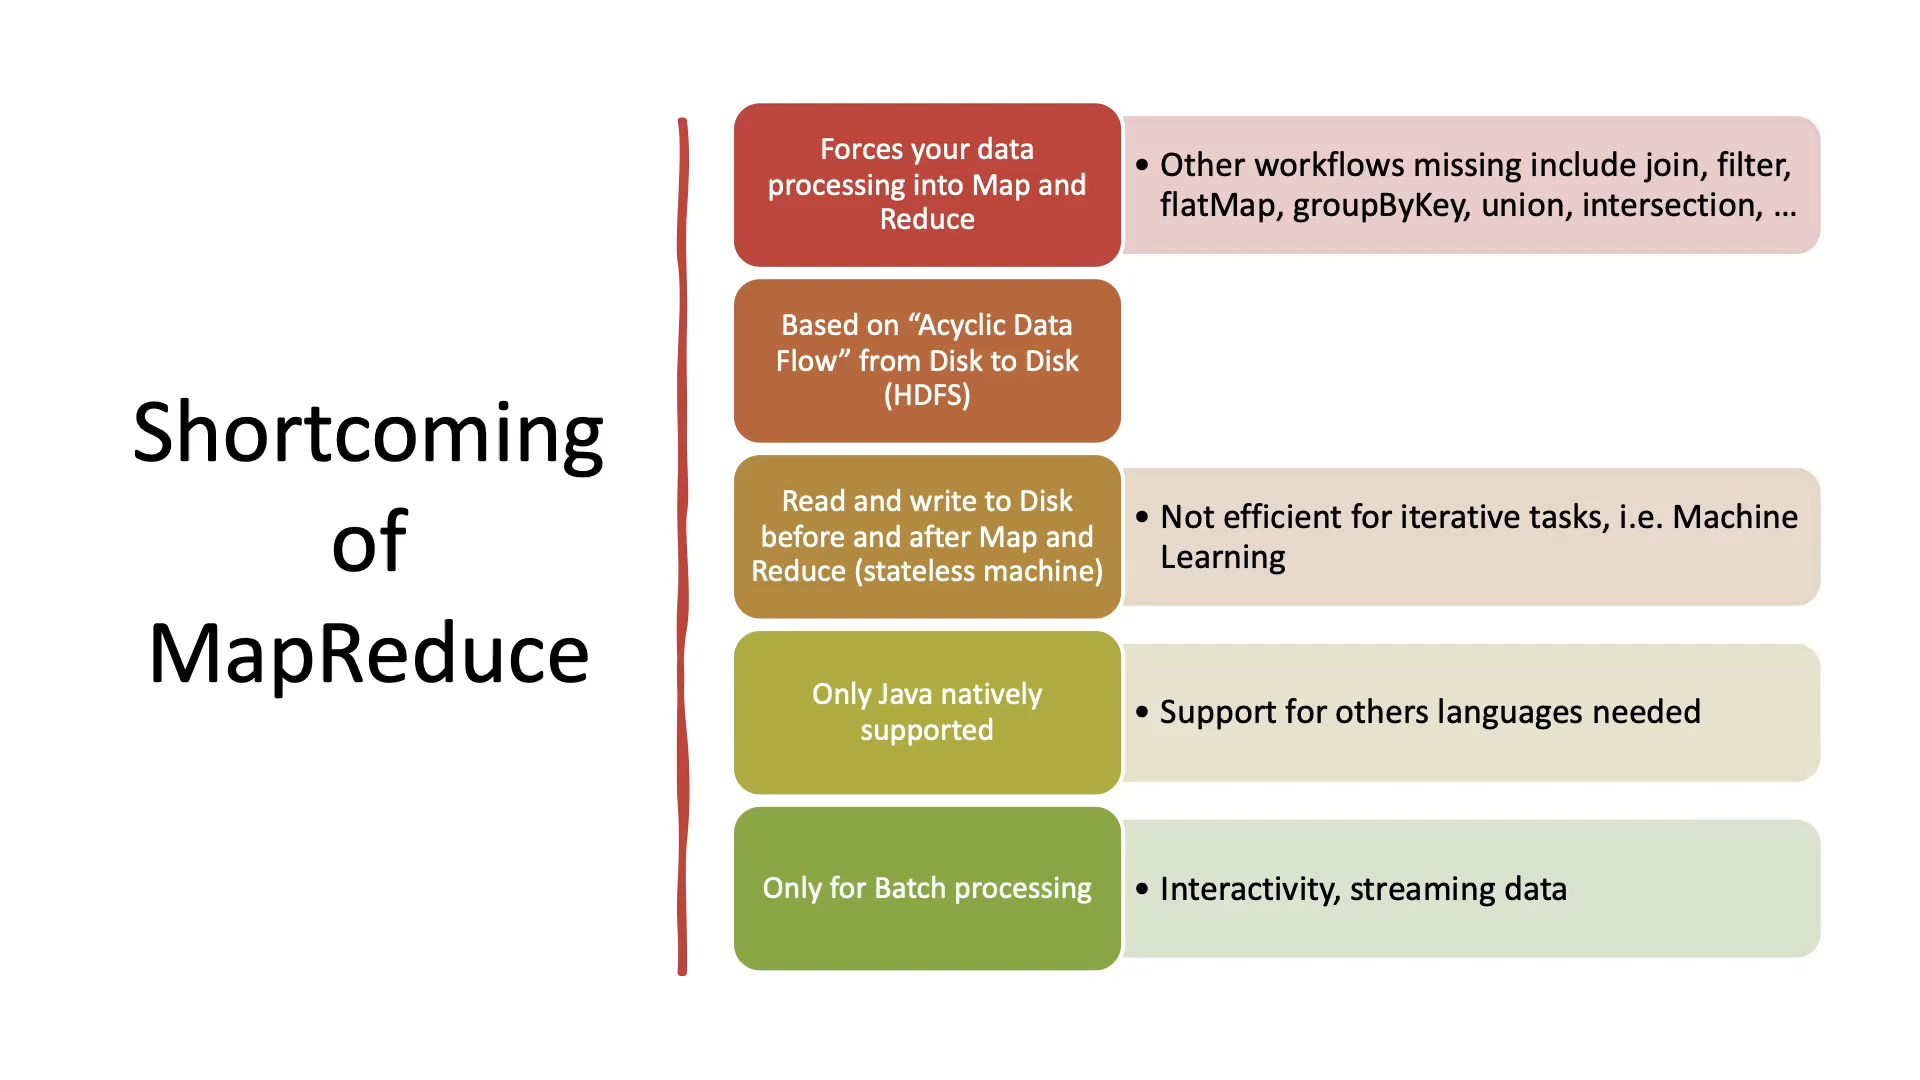 Shortcoming
of
MapReduce
Forces your data
processing into Map and
Reduce
• Other workflows missing include join, filter,
flatMap, groupByKey, union, intersection, ...
Based on “Acyclic Data
Flow” from Disk to Disk
(HDFS)
Read and write to Disk
before and after Map and
Reduce (stateless machine)
• Not efficient for iterative tasks, i.e. Machine
Learning
Only Java natively
supported
• Support for others languages needed
Only for Batch processing
• Interactivity, streaming data